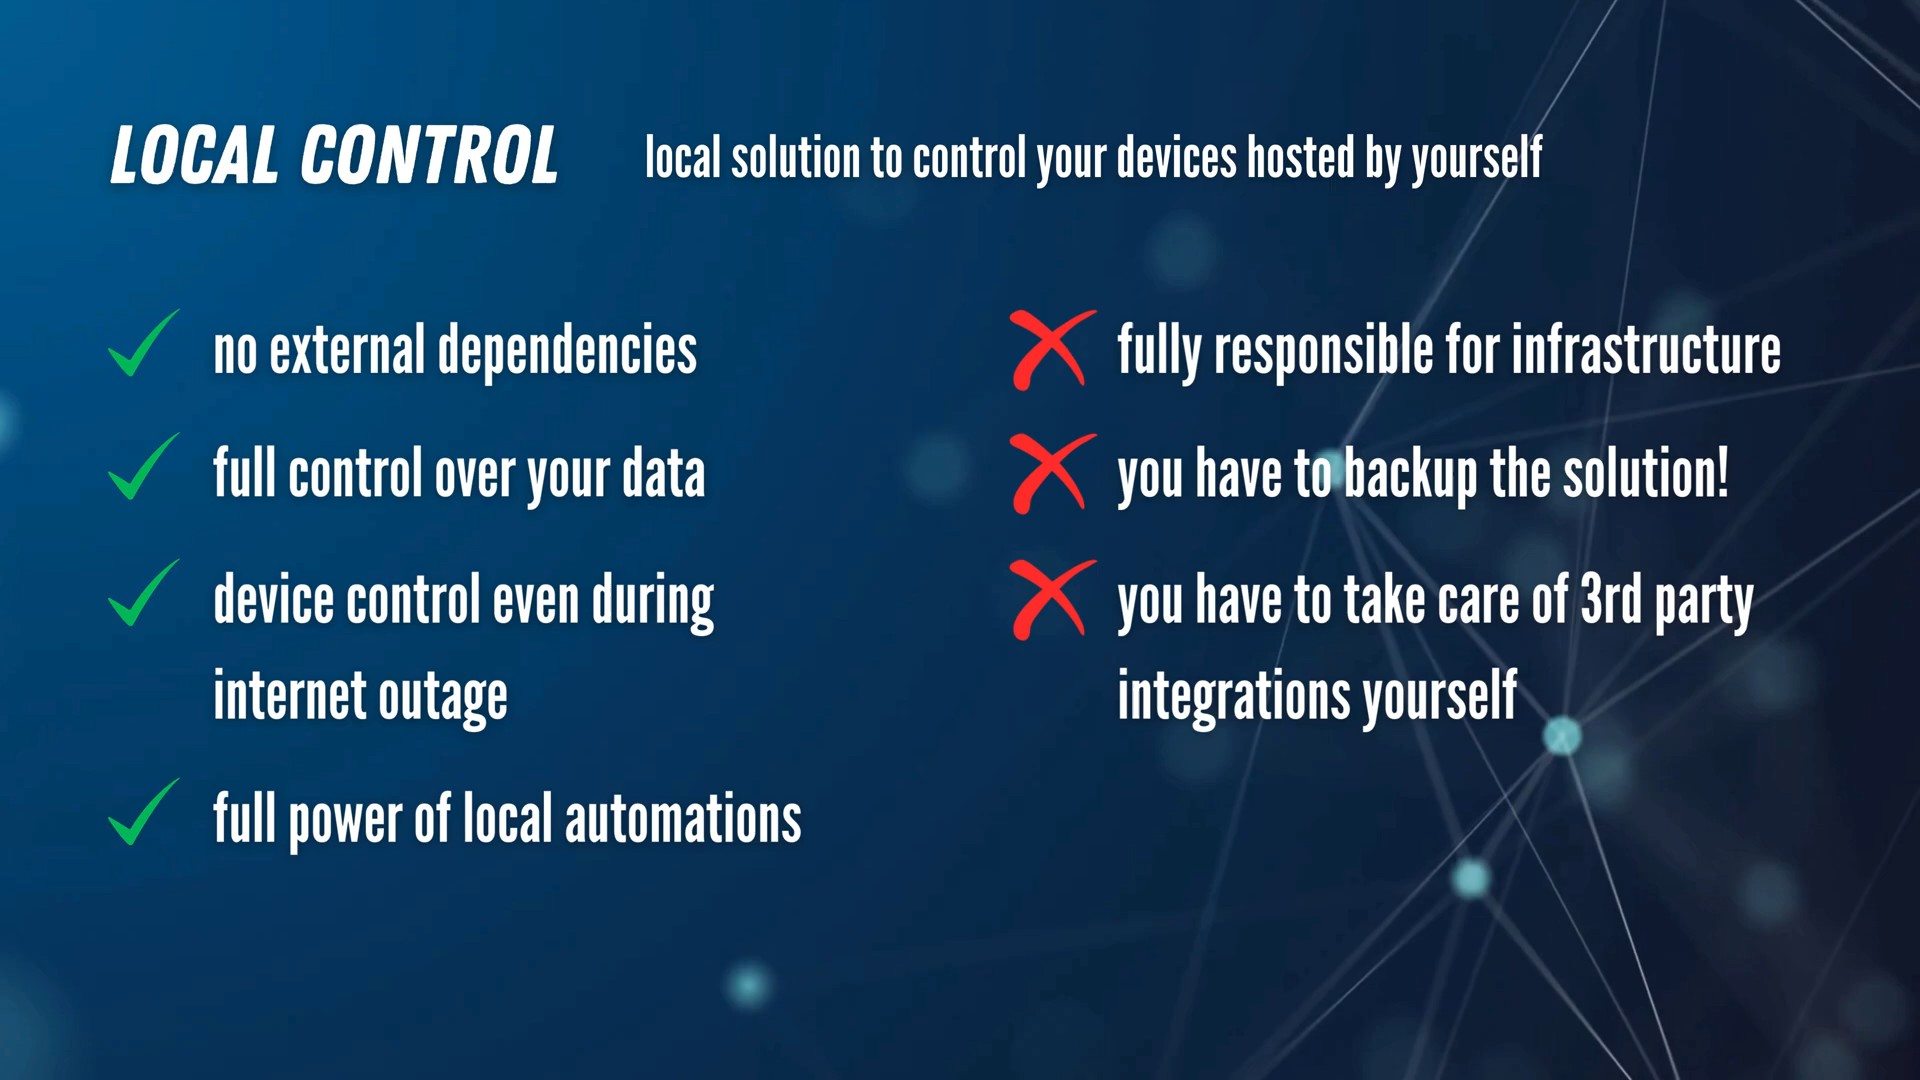 LOCAL CONTROL
local solution to control your devices hosted by yourself
no external dependencies
full control over your data
device control even during
internet outage
full power of local automations
fully responsible for infrastructure
you have to backup the solution!
you have to take care of 3rd party
integrations yourself